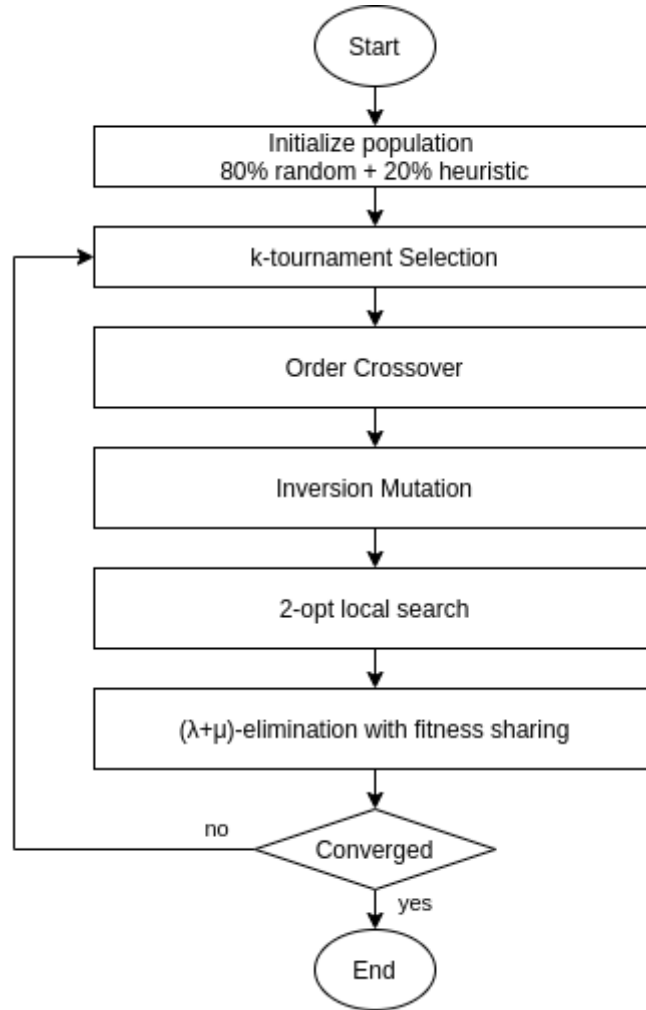 Start
Initialize population
80% random + 20% heuristic
k-tournament Selection
Order Crossover
Inversion Mutation
2-opt local search
(λ+μ)-elimination with fitness sharing
no
Converged
yes
End